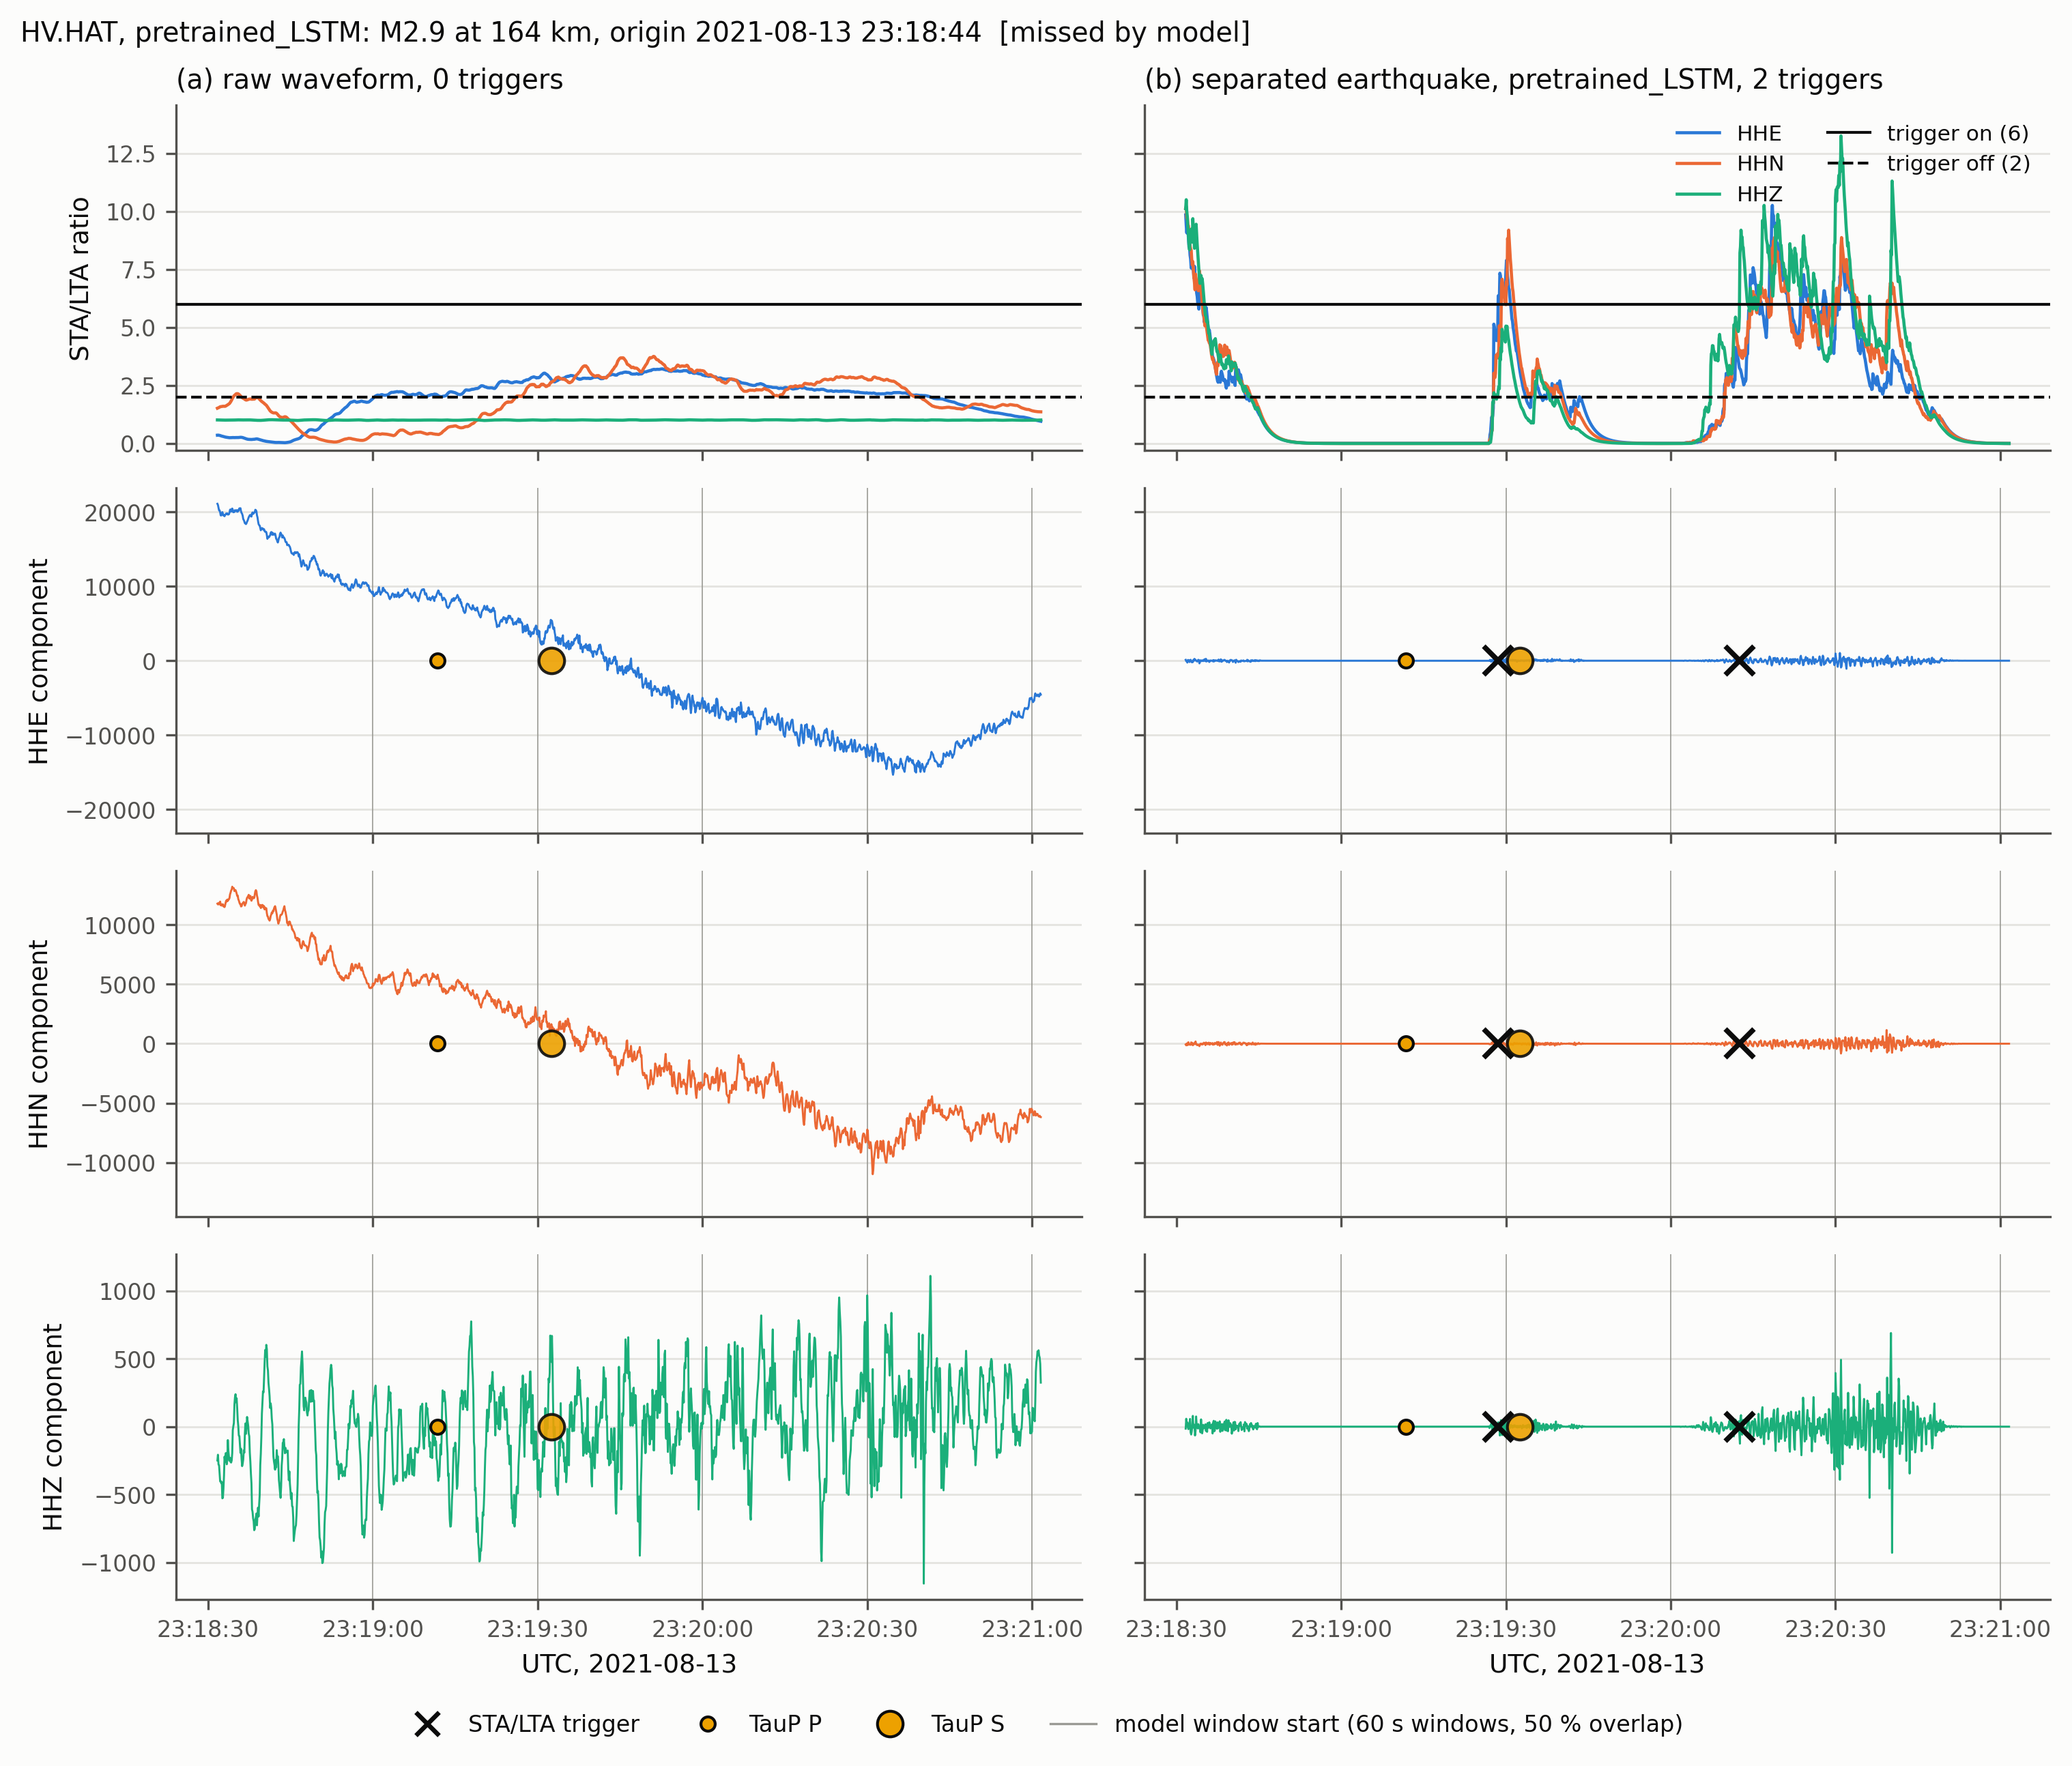 HV.HAT, pretrained_LSTM: M2.9 at 164 km, origin 2021-08-13 23:18:44  [missed by model]
(a) raw waveform, 0 triggers
(b) separated earthquake, pretrained_LSTM, 2 triggers
STA/LTA ratio
12.5
10.0
7.5
5.0
2.5
0.0
HHE
HHN
HHZ
trigger on (6)
trigger off (2)
HHE component
20000
10000
0
−10000
−20000
HHN component
10000
5000
0
−5000
−10000
HHZ component
1000
500
0
−500
−1000
23:18:30 23:19:00 23:19:30 23:20:00 23:20:30 23:21:00
UTC, 2021-08-13
23:18:30 23:19:00 23:19:30 23:20:00 23:20:30 23:21:00
UTC, 2021-08-13
STA/LTA trigger
TauP P
TauP S
model window start (60 s windows, 50 % overlap)